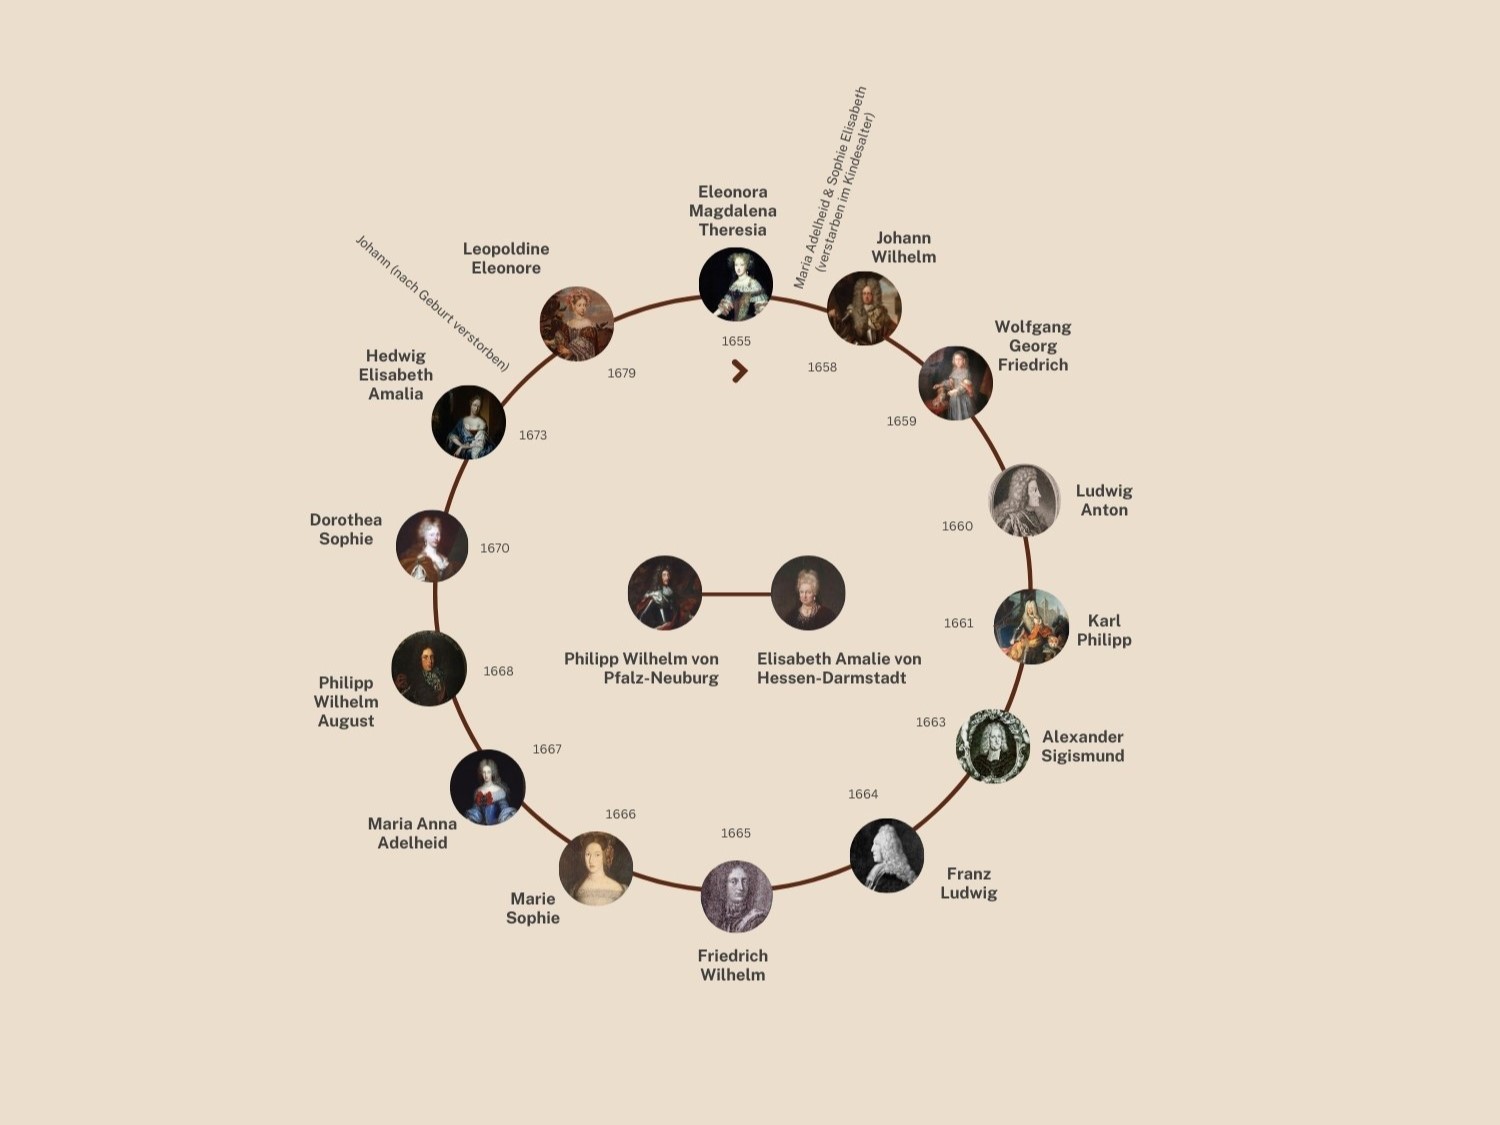 Eleonora
Magdalena
Theresia
1655
Maria Adelheid & Sophie Elisabeth
(verstarben im Kindesalter)
Johann
Wilhelm
1658
Wolfgang
Georg
Friedrich
1659
Ludwig
Anton
1660
Karl
Philipp
1661
Alexander
Sigismund
1663
Franz
Ludwig
1664
Friedrich
Wilhelm
1665
Marie
Sophie
1666
Maria Anna
Adelheid
1667
Philipp
Wilhelm
August
1668
Dorothea
Sophie
1670
Hedwig
Elisabeth
Amalia
1673
Johann (nach Geburt verstorben)
Leopoldine
Eleonore
1679
Philipp Wilhelm von
Pfalz-Neuburg
Elisabeth Amalie von
Hessen-Darmstadt